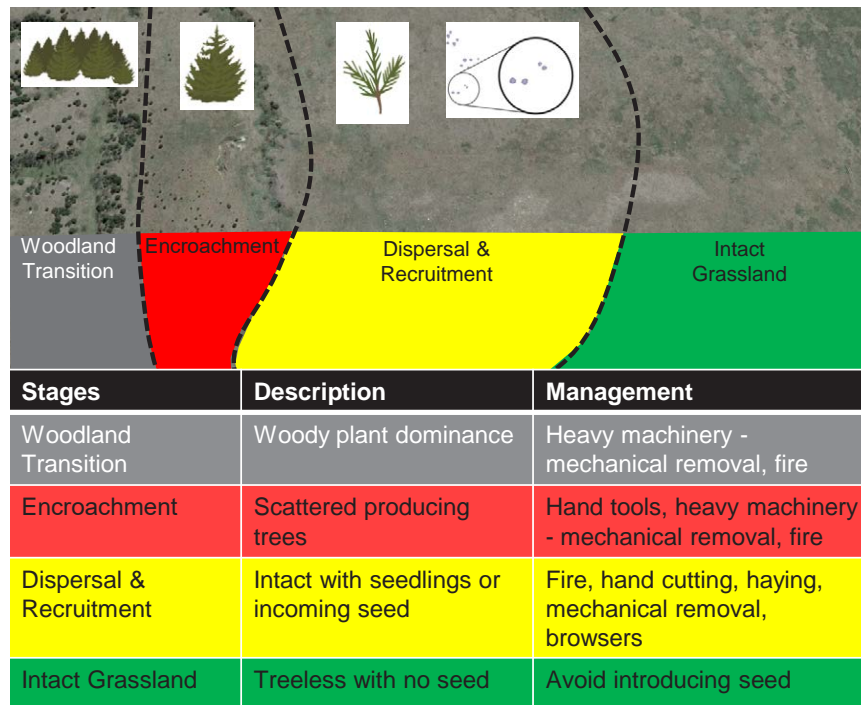 Woodland
Transition
Encroachment
Dispersal &
Recruitment
Intact
Grassland
Stages Description Management
Woodland
Transition
Woody plant dominance
Heavy machinery -
mechanical removal, fire
Encroachment
Scattered producing
trees
Hand tools, heavy machinery
- mechanical removal, fire
Dispersal &
Recruitment
Intact with seedlings or
incoming seed
Fire, hand cutting, haying,
mechanical removal,
browsers
Intact Grassland
Treeless with no seed
Avoid introducing seed